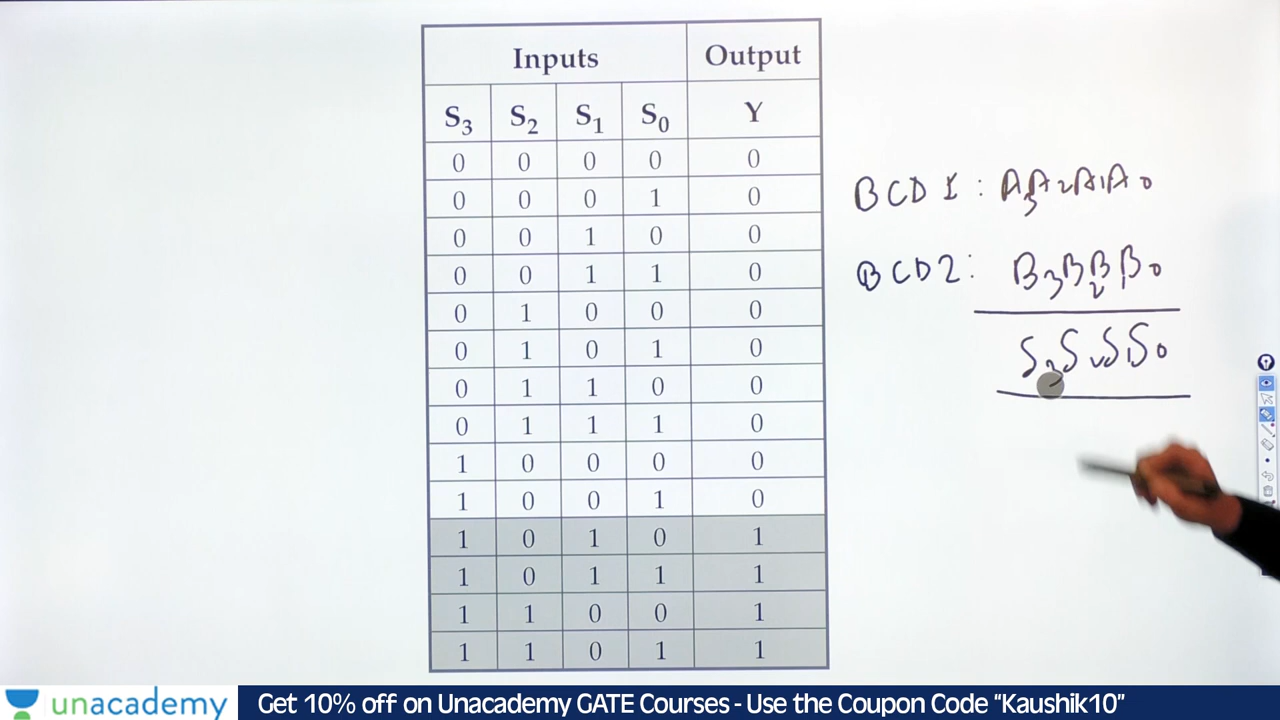 Inputs Output
S3 S2 S1 S0 Y
0 0 0 0 0
0 0 0 1 0
0 0 1 0 0
0 0 1 1 0
0 1 0 0 0
0 1 0 1 0
0 1 1 0 0
0 1 1 1 0
1 0 0 0 0
1 0 0 1 0
1 0 1 0 1
1 0 1 1 1
1 1 0 0 1
1 1 0 1 1
BCD 1 : A3A2A1A0
BCD2: B3B2B1B0
S3S2S1S0
unacademy
Get 10% off on Unacademy GATE Courses - Use the Coupon Code “Kaushik10”